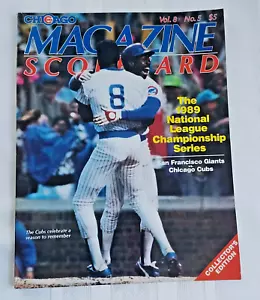 CHICAGO
Vol. 8 No. 5 $5
MAGAZINE
SCORECARD
8
The
1989
National
League
Championship
Series
San Francisco Giants
vs
Chicago Cubs
The Cubs celebrate a
season to remember
COLLECTOR'S
EDITION